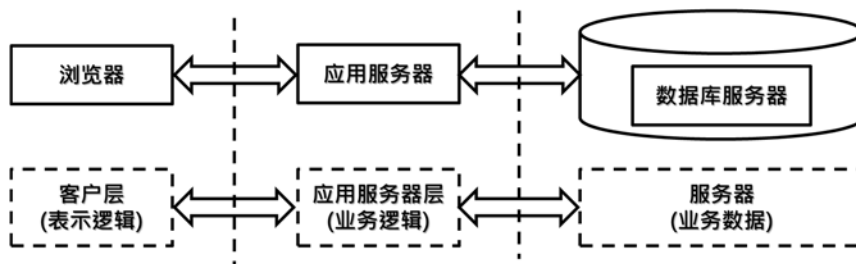 浏览器
应用服务器
数据库服务器
客户层
(表示逻辑)
应用服务器层
(业务逻辑)
服务器
(业务数据)